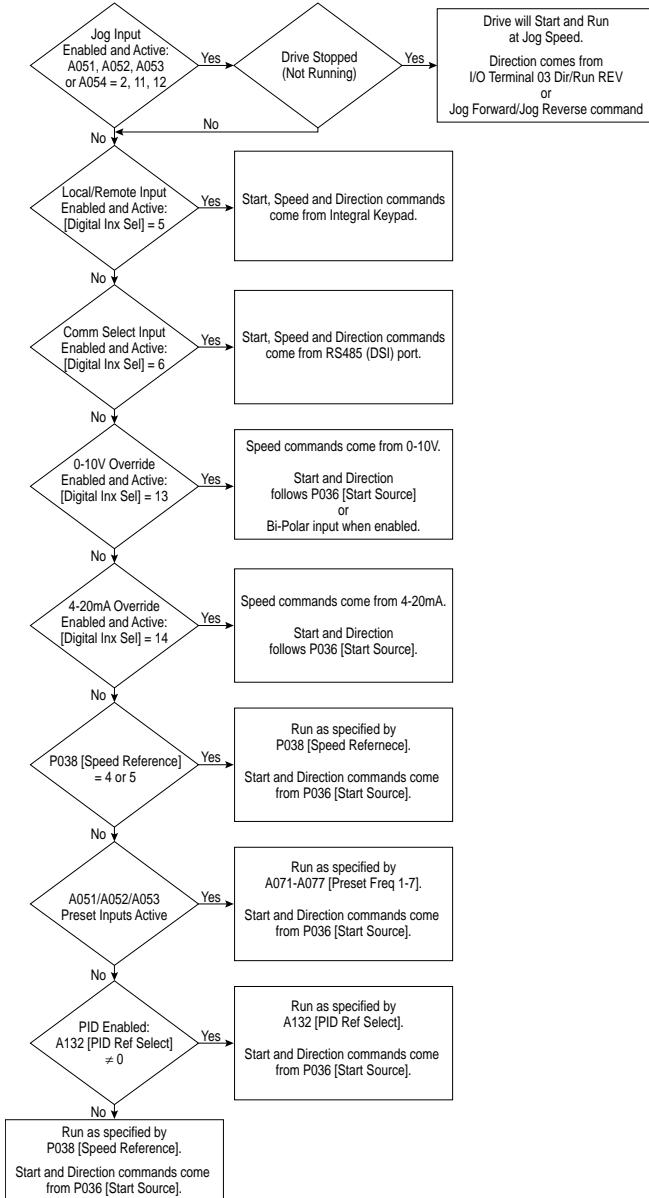 Jog Input
Enabled and Active:
A051, A052, A053
or A054 = 2, 11, 12
Yes
Drive Stopped
(Not Running)
Yes
Drive will Start and Run
at Jog Speed.
Direction comes from
I/O Terminal 03 Dir/Run REV
or
Jog Forward/Jog Reverse command
No
No
Local/Remote Input
Enabled and Active:
[Digital Inx Sel] = 5
Yes
Start, Speed and Direction commands
come from Integral Keypad.
No
Comm Select Input
Enabled and Active:
[Digital Inx Sel] = 6
Yes
Start, Speed and Direction commands
come from RS485 (DSI) port.
No
0-10V Override
Enabled and Active:
[Digital Inx Sel] = 13
Yes
Speed commands come from 0-10V.
Start and Direction
follows P036 [Start Source]
or
Bi-Polar input when enabled.
No
4-20mA Override
Enabled and Active:
[Digital Inx Sel] = 14
Yes
Speed commands come from 4-20mA.
Start and Direction
follows P036 [Start Source].
No
P038 [Speed Reference]
= 4 or 5
Yes
Run as specified by
P038 [Speed Refernece].
Start and Direction commands come
from P036 [Start Source].
No
A051/A052/A053
Preset Inputs Active
Yes
Run as specified by
A071-A077 [Preset Freq 1-7].
Start and Direction commands come
from P036 [Start Source].
No
PID Enabled:
A132 [PID Ref Select]
≠ 0
Yes
Run as specified by
A132 [PID Ref Select].
Start and Direction commands come
from P036 [Start Source].
No
Run as specified by
P038 [Speed Reference].
Start and Direction commands come
from P036 [Start Source].